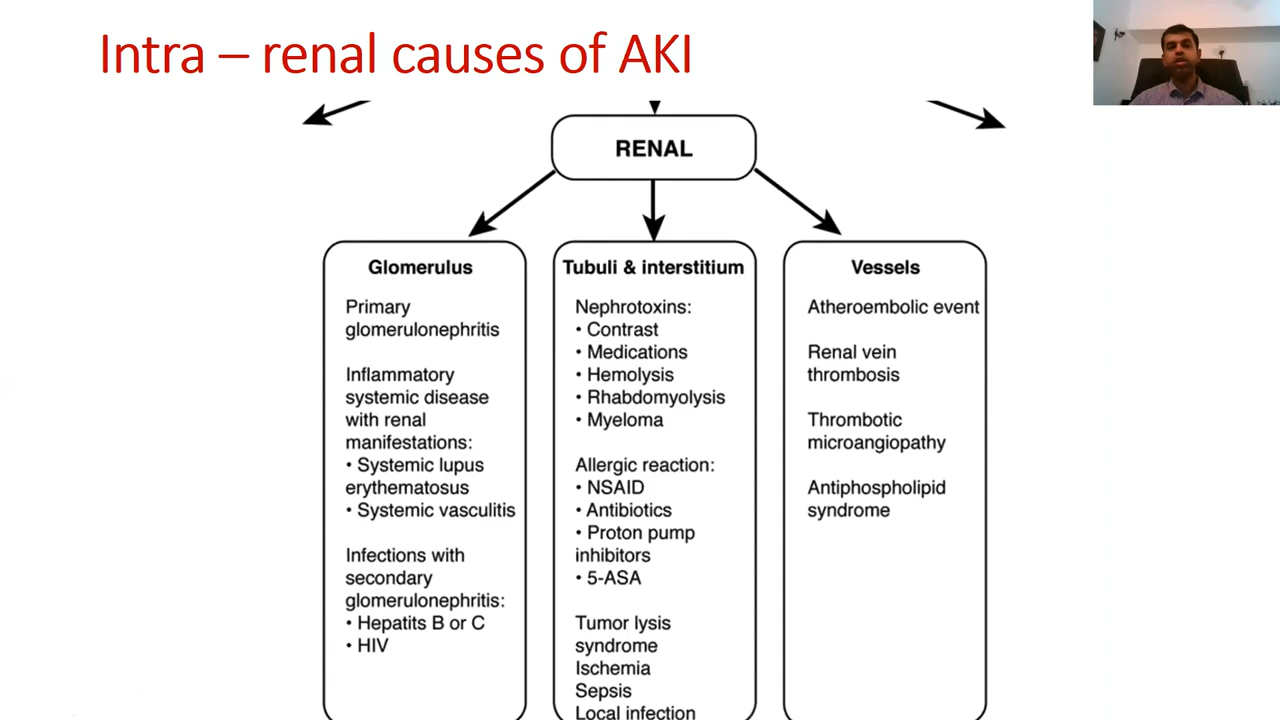 Intra – renal causes of AKI
RENAL
Glomerulus
Primary
glomerulonephritis
Inflammatory
systemic disease
with renal
manifestations:
• Systemic lupus
erythematosus
• Systemic vasculitis
Infections with
secondary
glomerulonephritis:
• Hepatits B or C
• HIV
Tubuli & interstitium
Nephrotoxins:
• Contrast
• Medications
• Hemolysis
• Rhabdomyolysis
• Myeloma
Allergic reaction:
• NSAID
• Antibiotics
• Proton pump
inhibitors
• 5-ASA
Tumor lysis
syndrome
Ischemia
Sepsis
Local infection
Vessels
Atheroembolic event
Renal vein
thrombosis
Thrombotic
microangiopathy
Antiphospholipid
syndrome